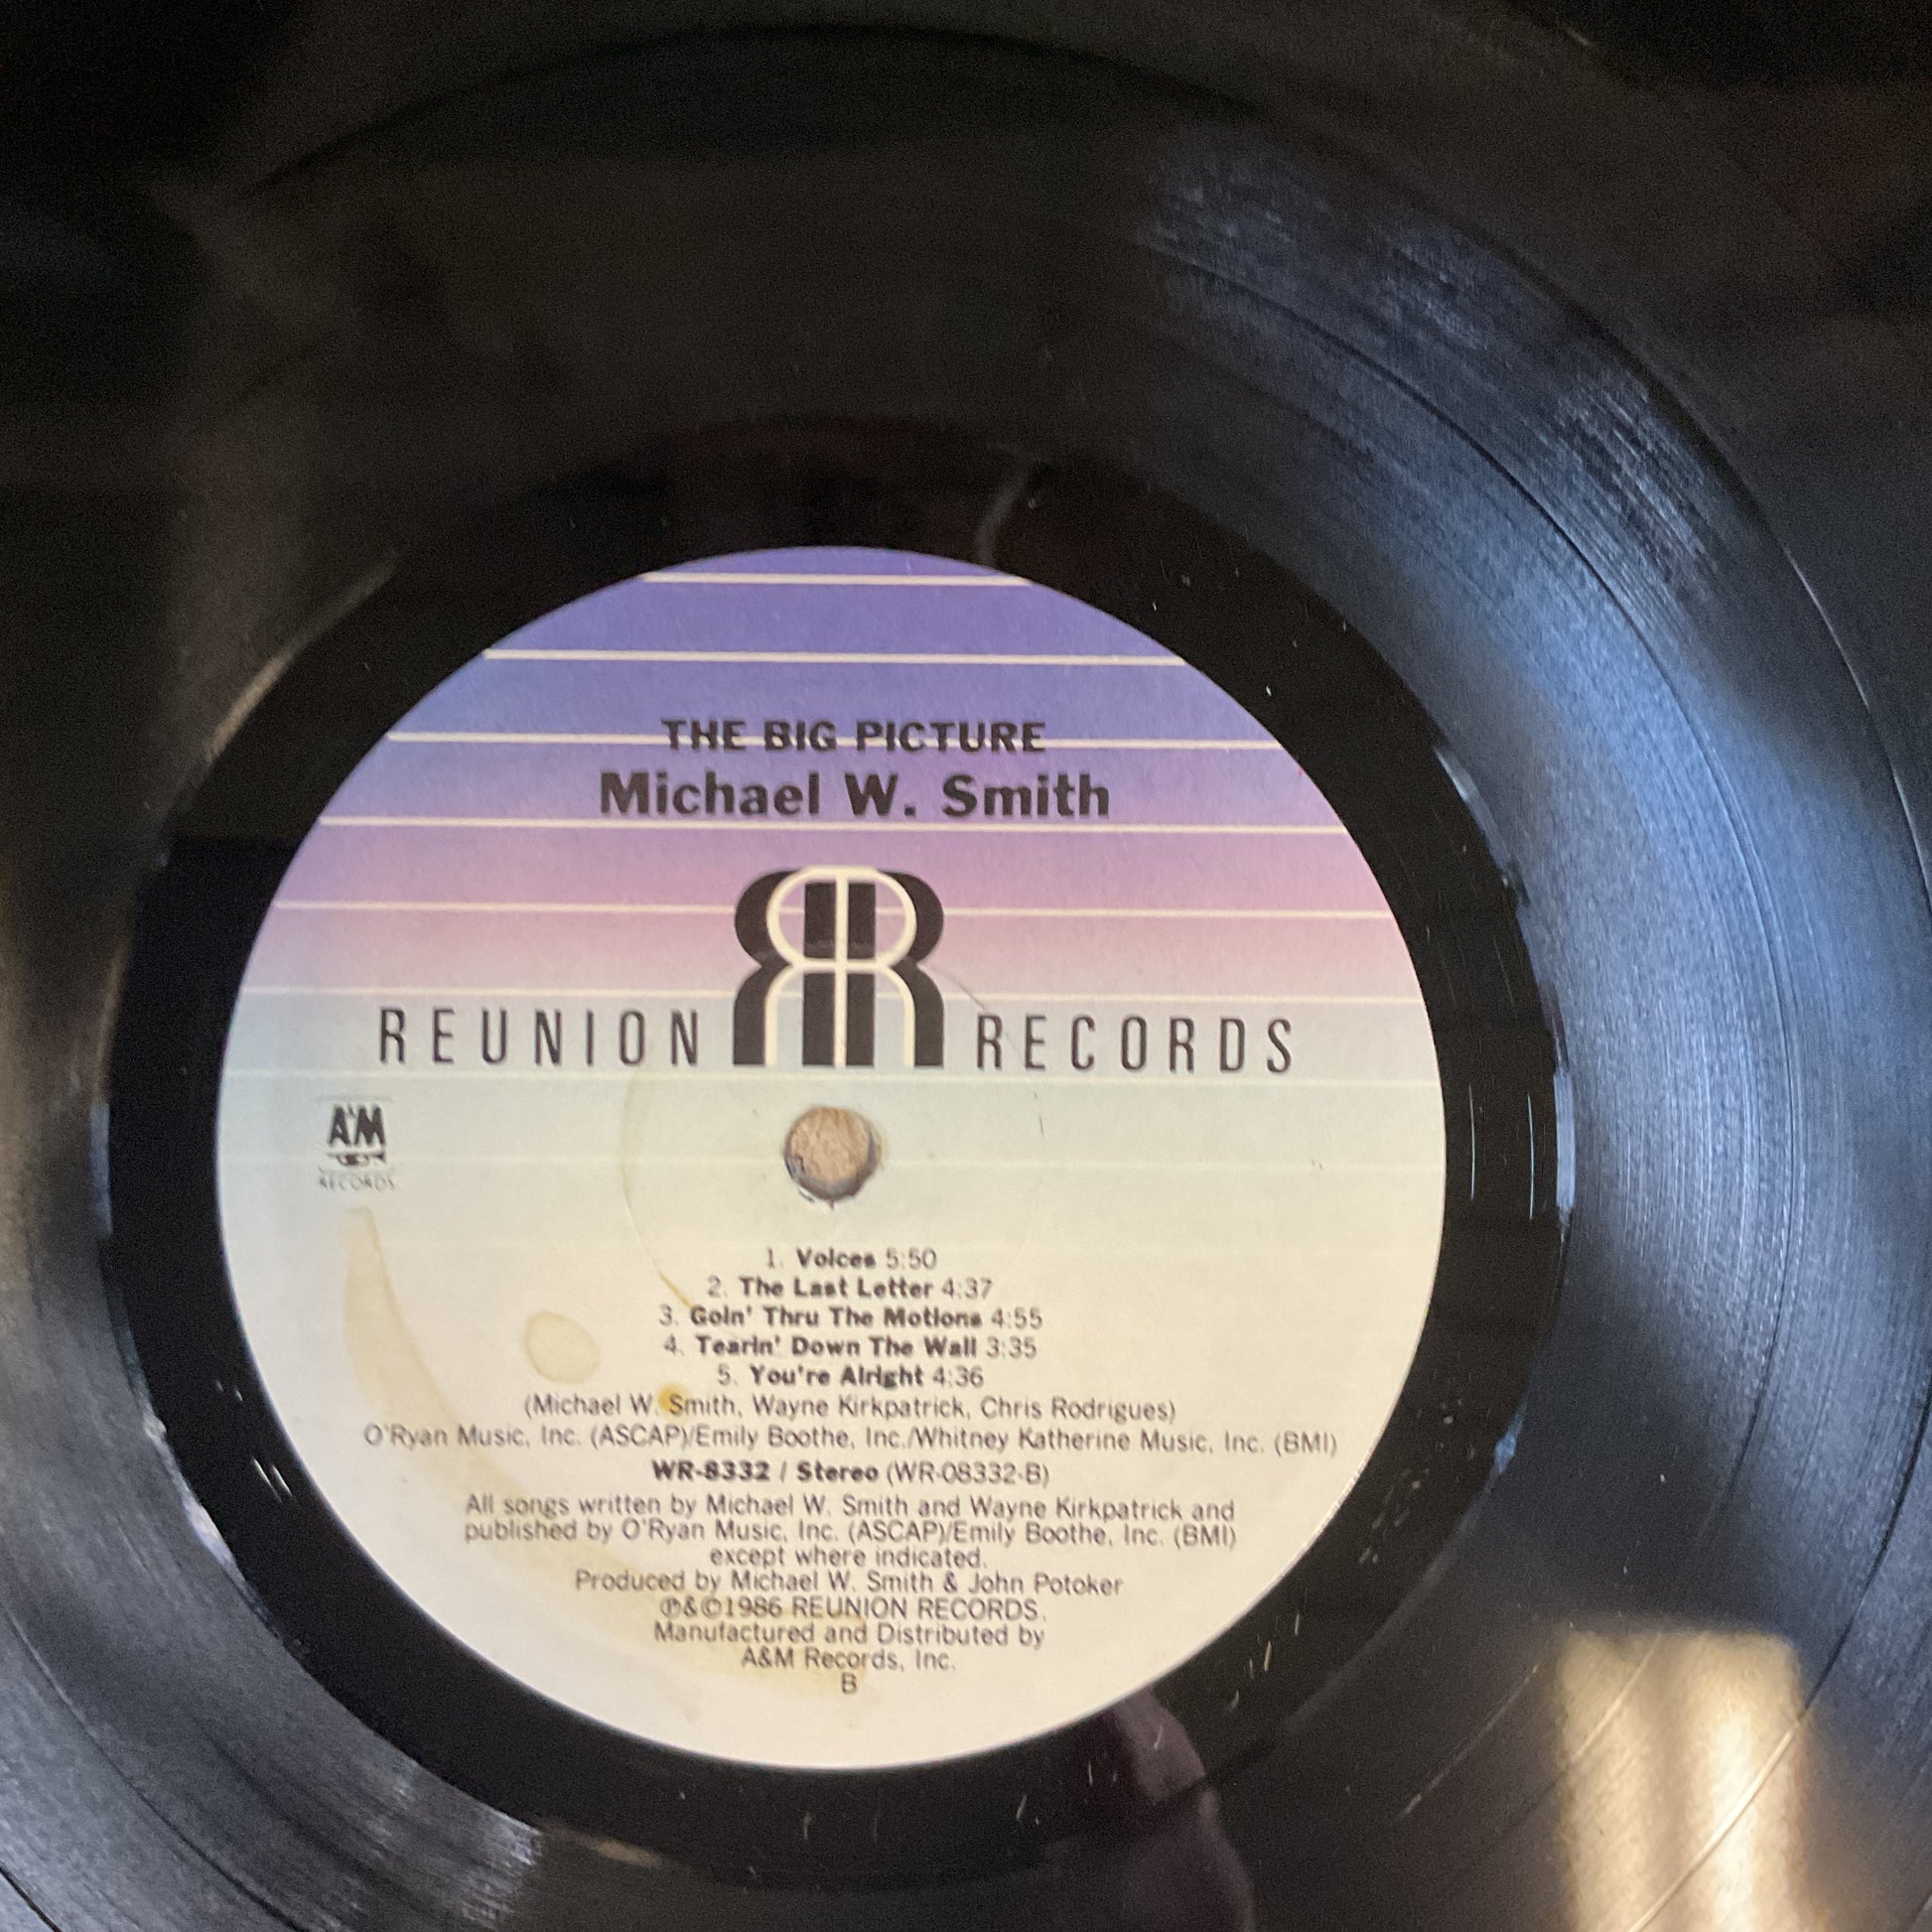 THE BIG PICTURE
Michael W. Smith
REUNION RR RECORDS
A&M
RECORDS
1. Voices 5:50
2. The Last Letter 4:37
3. Goin' Thru The Motions 4:55
4. Tearin' Down The Wall 3:35
5. You're Alright 4:36
(Michael W. Smith, Wayne Kirkpatrick, Chris Rodrigues)
O'Ryan Music, Inc. (ASCAP)/Emily Boothe, Inc./Whitney Katherine Music, Inc. (BMI)
WR-8332 / Stereo (WR-08332-B)
All songs written by Michael W. Smith and Wayne Kirkpatrick and
published by O'Ryan Music, Inc. (ASCAP)/Emily Boothe, Inc. (BMI)
except where indicated.
Produced by Michael W. Smith & John Potoker
℗&©1986 REUNION RECORDS.
Manufactured and Distributed by
A&M Records, Inc.
B